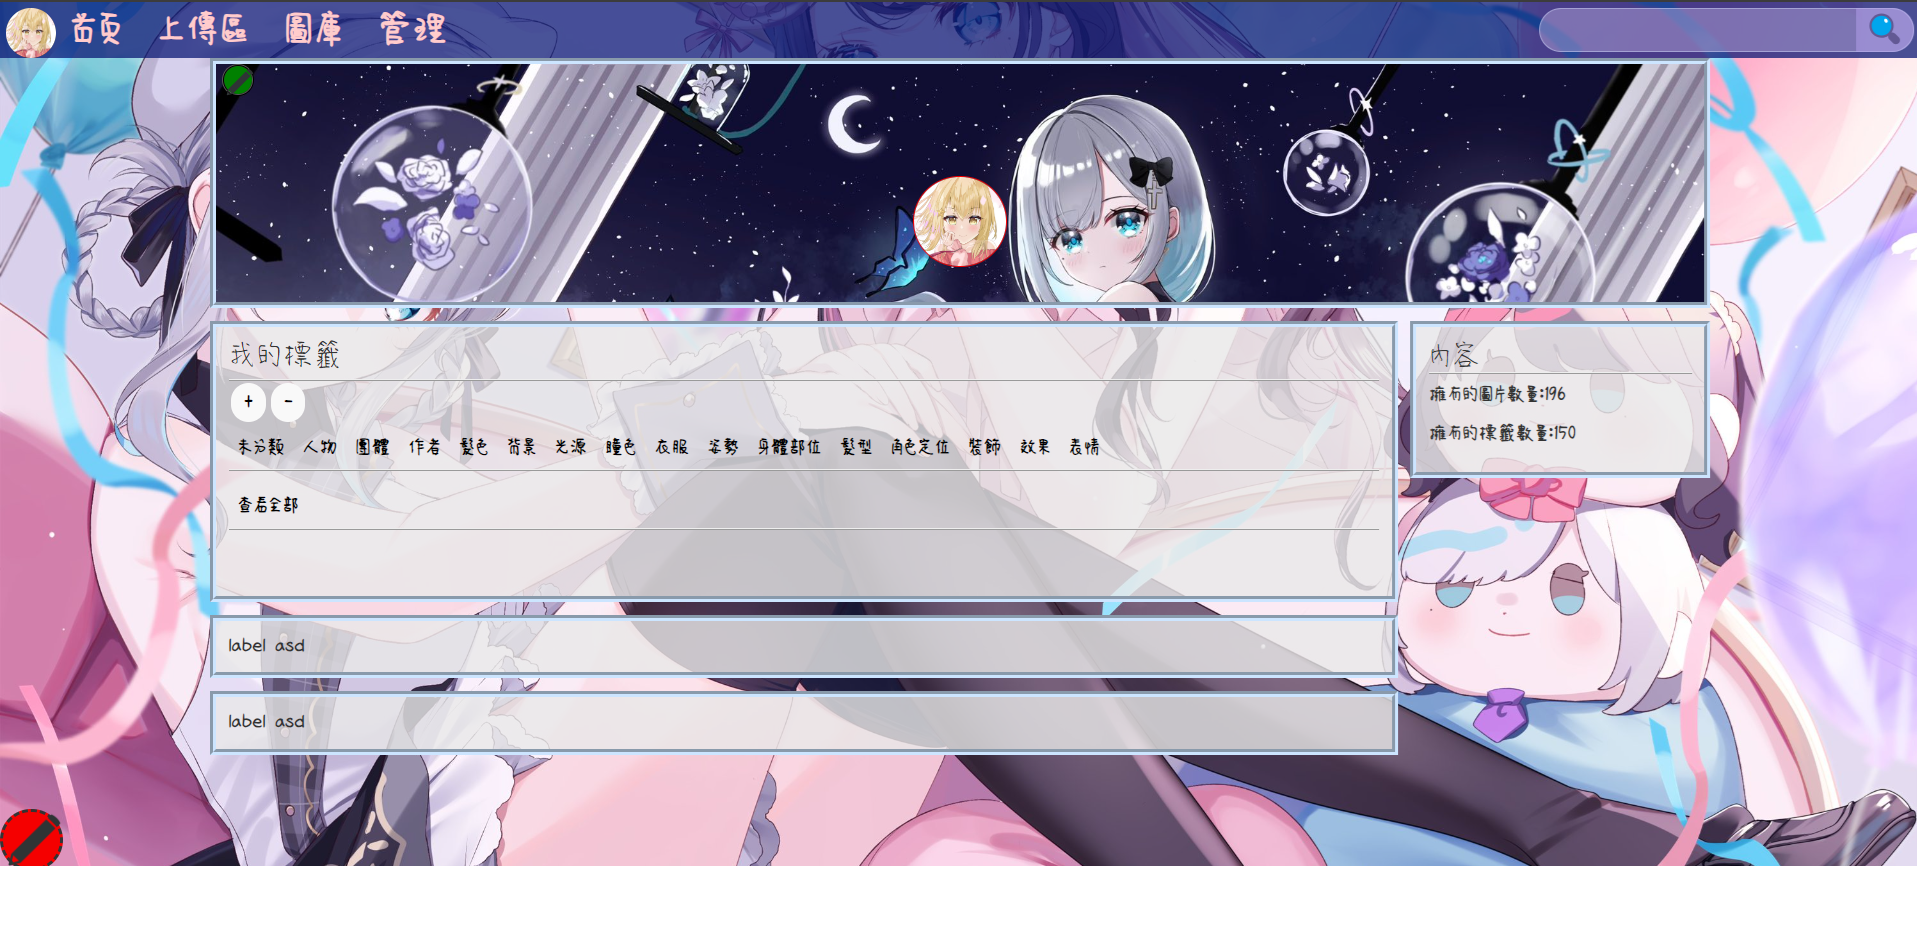 首頁 上傳區 圖庫 管理
我的標籤
+ -
未分類 人物 團體 作者 髮色 背景 光源 瞳色 衣服 姿勢 身體部位 髮型 角色定位 裝飾 效果 表情
查看全部
label asd
label asd
內容
擁有的圖片數量:196
擁有的標籤數量:150